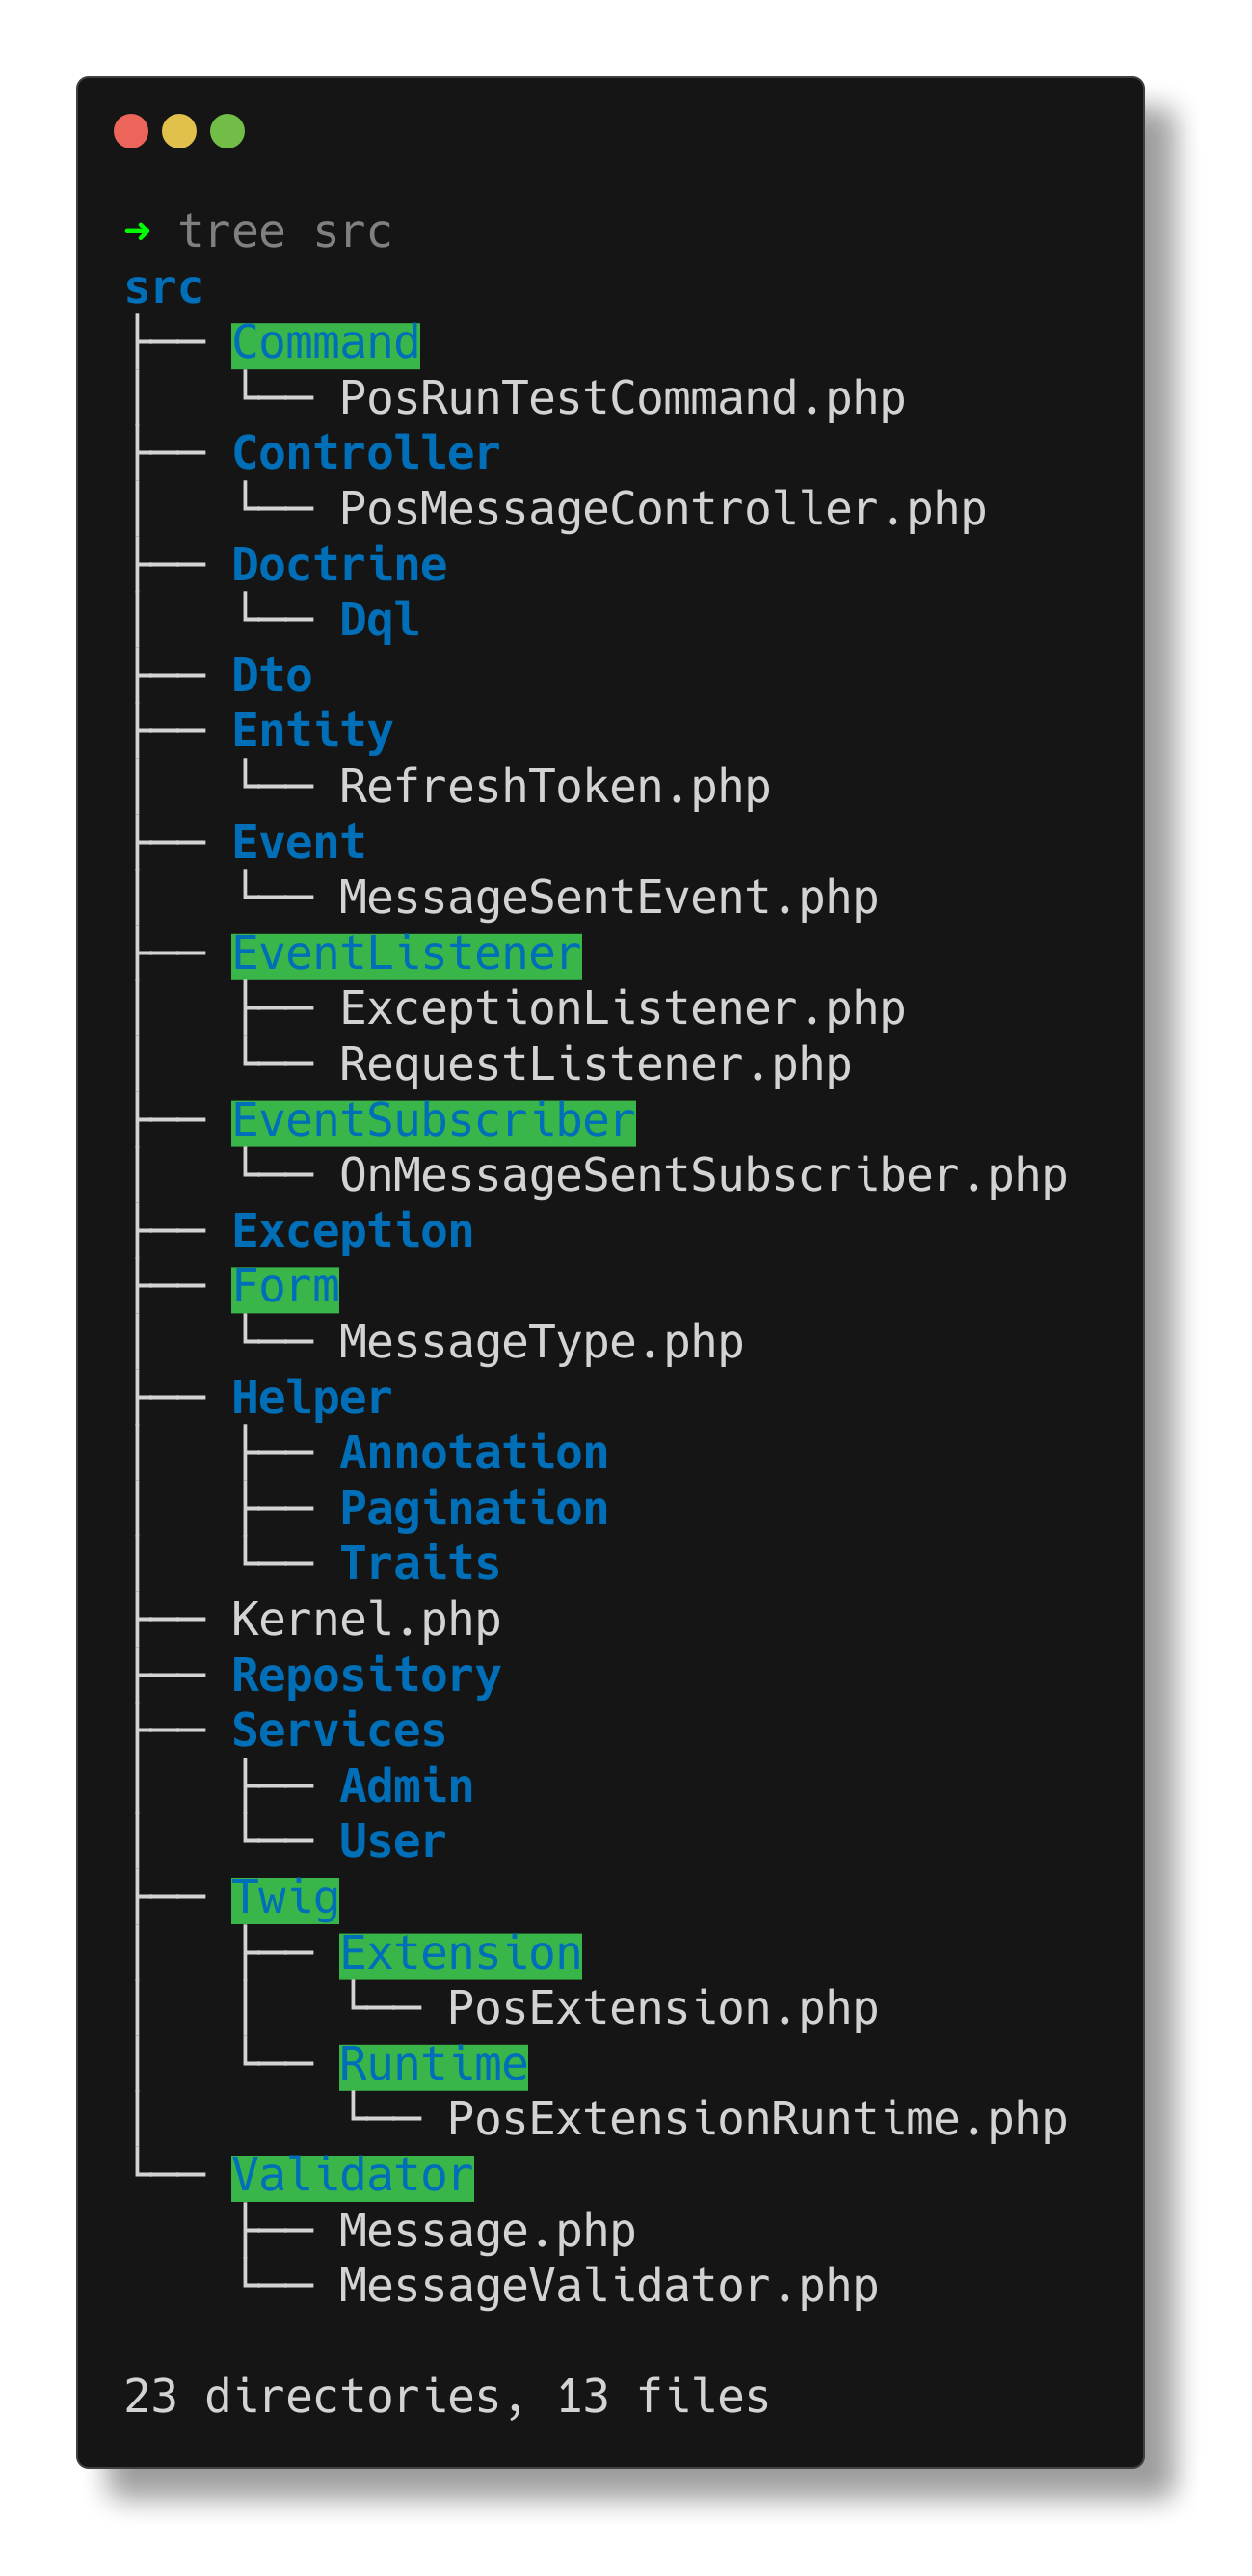 ➜ tree src
src
├── Command
│   └── PosRunTestCommand.php
├── Controller
│   └── PosMessageController.php
├── Doctrine
│   └── Dql
├── Dto
├── Entity
│   └── RefreshToken.php
├── Event
│   └── MessageSentEvent.php
├── EventListener
│   ├── ExceptionListener.php
│   └── RequestListener.php
├── EventSubscriber
│   └── OnMessageSentSubscriber.php
├── Exception
├── Form
│   └── MessageType.php
├── Helper
│   ├── Annotation
│   ├── Pagination
│   └── Traits
├── Kernel.php
├── Repository
├── Services
│   ├── Admin
│   └── User
├── Twig
│   ├── Extension
│   │   └── PosExtension.php
│   └── Runtime
│       └── PosExtensionRuntime.php
└── Validator
    ├── Message.php
    └── MessageValidator.php

23 directories, 13 files